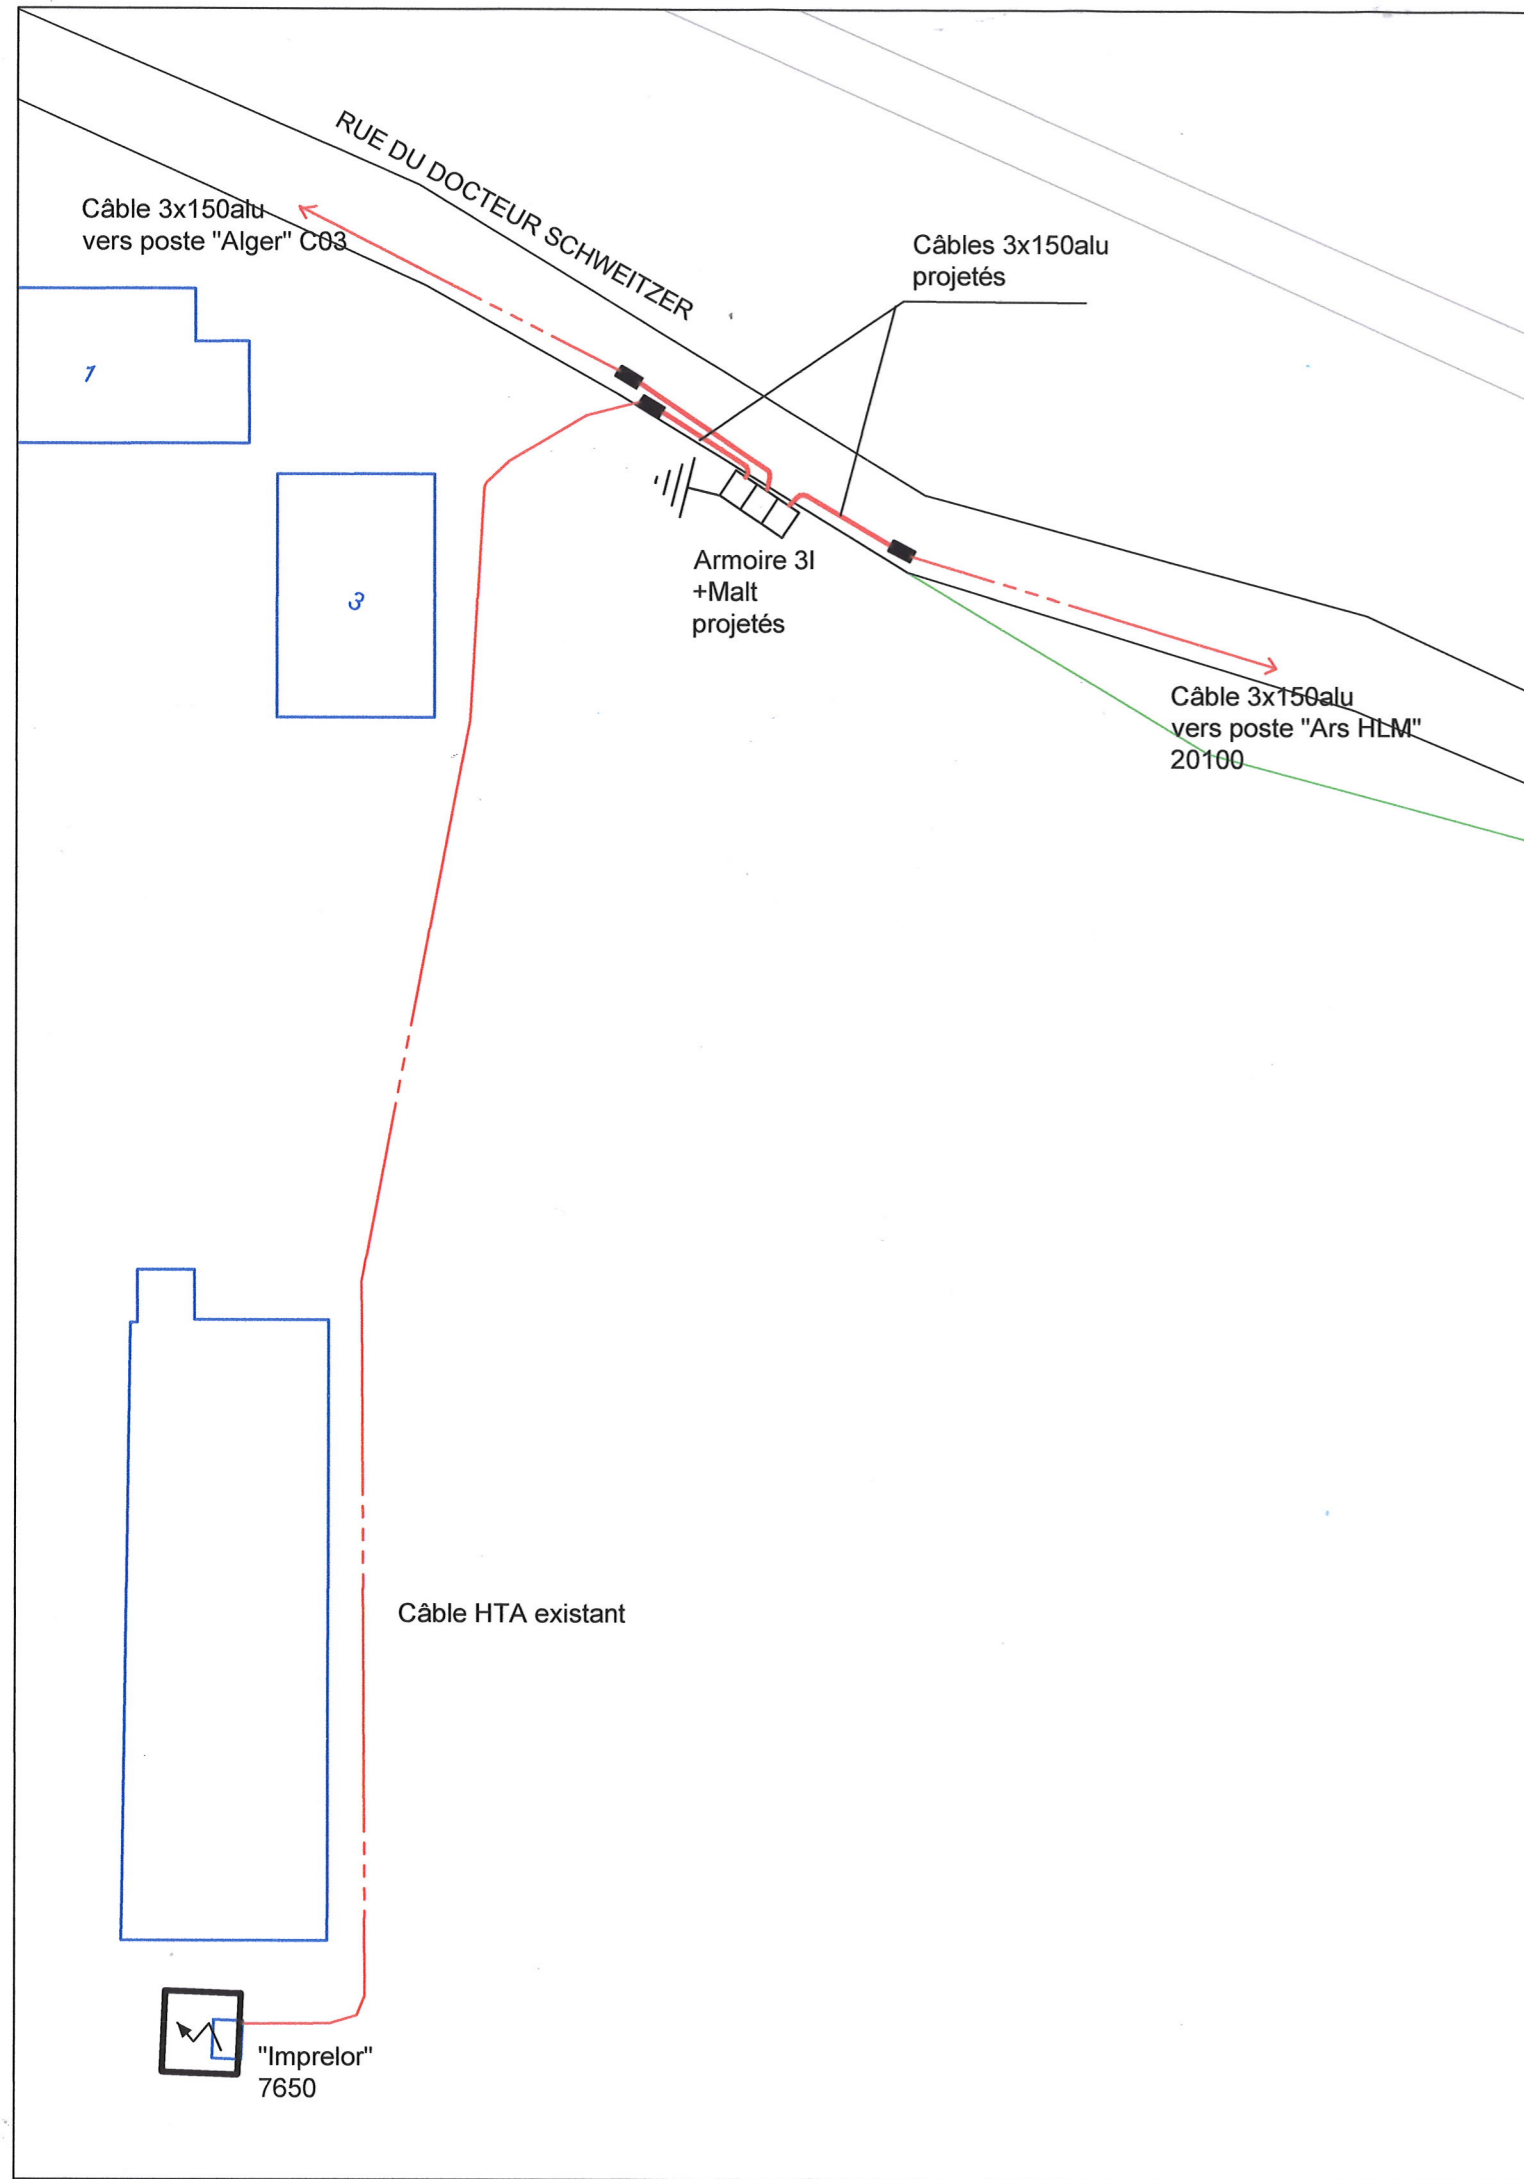 RUE DU DOCTEUR SCHWEITZER
Câble 3x150alu
vers poste "Alger" C03
Câbles 3x150alu
projetés
1
3
Armoire 3I
+Malt
projetés
Câble 3x150alu
vers poste "Ars HLM"
20100
Câble HTA existant
"Imprelor"
7650